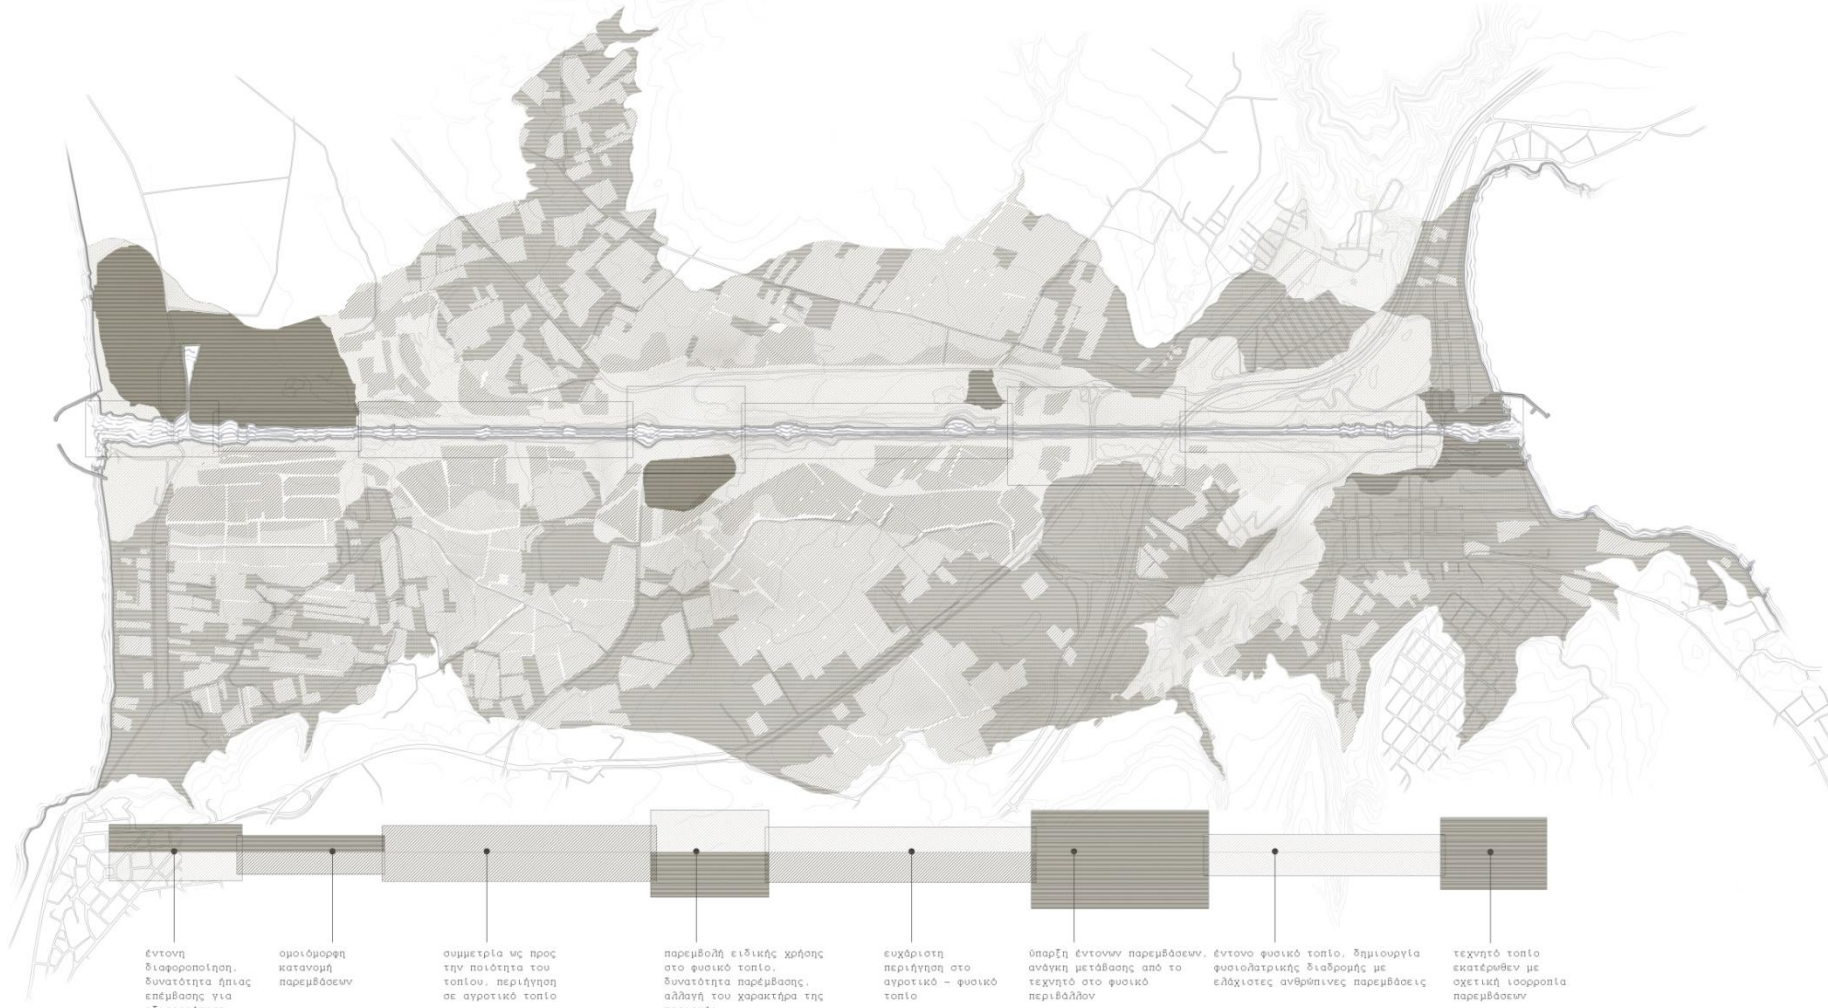 έντονη
διαφοροποίηση,
δυνατότητα ήπιας
επέμβασης για
ομοιόμορφη
κατανομή
παρεμβάσεων
συμμετρία ως προς
την ποιότητα του
τοπίου, περιήγηση
σε αγροτικό τοπίο
παρεμβολή ειδικής χρήσης
στο φυσικό τοπίο,
δυνατότητα παρέμβασης,
αλλαγή του χαρακτήρα της
ευχάριστη
περιήγηση στο
αγροτικό - φυσικό
τοπίο
ύπαρξη έντονων παρεμβάσεων,
ανάγκη μετάβασης από το
τεχνητό στο φυσικό
περιβάλλον
έντονο φυσικό τοπίο, δημιουργία
φυσιολατρικής διαδρομής με
ελάχιστες ανθρώπινες παρεμβάσεις
τεχνητό τοπίο
εκατέρωθεν με
σχετική ισορροπία
παρεμβάσεων